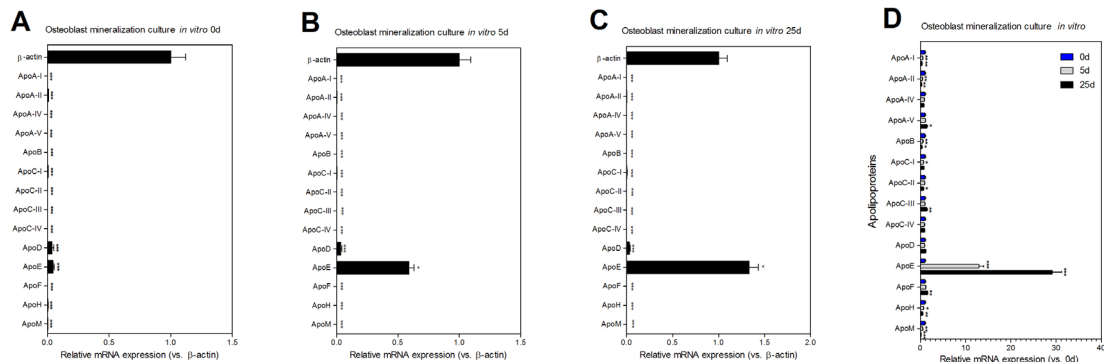 A
Osteoblast mineralization culture in vitro 0d
β-actin
ApoA-I
ApoA-II
ApoA-IV
ApoA-V
ApoB
ApoC-I
ApoC-II
ApoC-III
ApoC-IV
ApoD
ApoE
ApoF
ApoH
ApoM
0.0 0.5 1.0 1.5
Relative mRNA expression (vs. β-actin)
B
Osteoblast mineralization culture in vitro 5d
β-actin
ApoA-I
ApoA-II
ApoA-IV
ApoA-V
ApoB
ApoC-I
ApoC-II
ApoC-III
ApoC-IV
ApoD
ApoE
ApoF
ApoH
ApoM
0.0 0.5 1.0 1.5
Relative mRNA expression (vs. β-actin)
C
Osteoblast mineralization culture in vitro 25d
β-actin
ApoA-I
ApoA-II
ApoA-IV
ApoA-V
ApoB
ApoC-I
ApoC-II
ApoC-III
ApoC-IV
ApoD
ApoE
ApoF
ApoH
ApoM
0.0 0.5 1.0 1.5 2.0
Relative mRNA expression (vs. β-actin)
D
Osteoblast mineralization culture in vitro
Apolipoproteins
ApoA-I
ApoA-II
ApoA-IV
ApoA-V
ApoB
ApoC-I
ApoC-II
ApoC-III
ApoC-IV
ApoD
ApoE
ApoF
ApoH
ApoM
0d
5d
25d
0 10 20 30 40
Relative mRNA expression (vs. 0d)